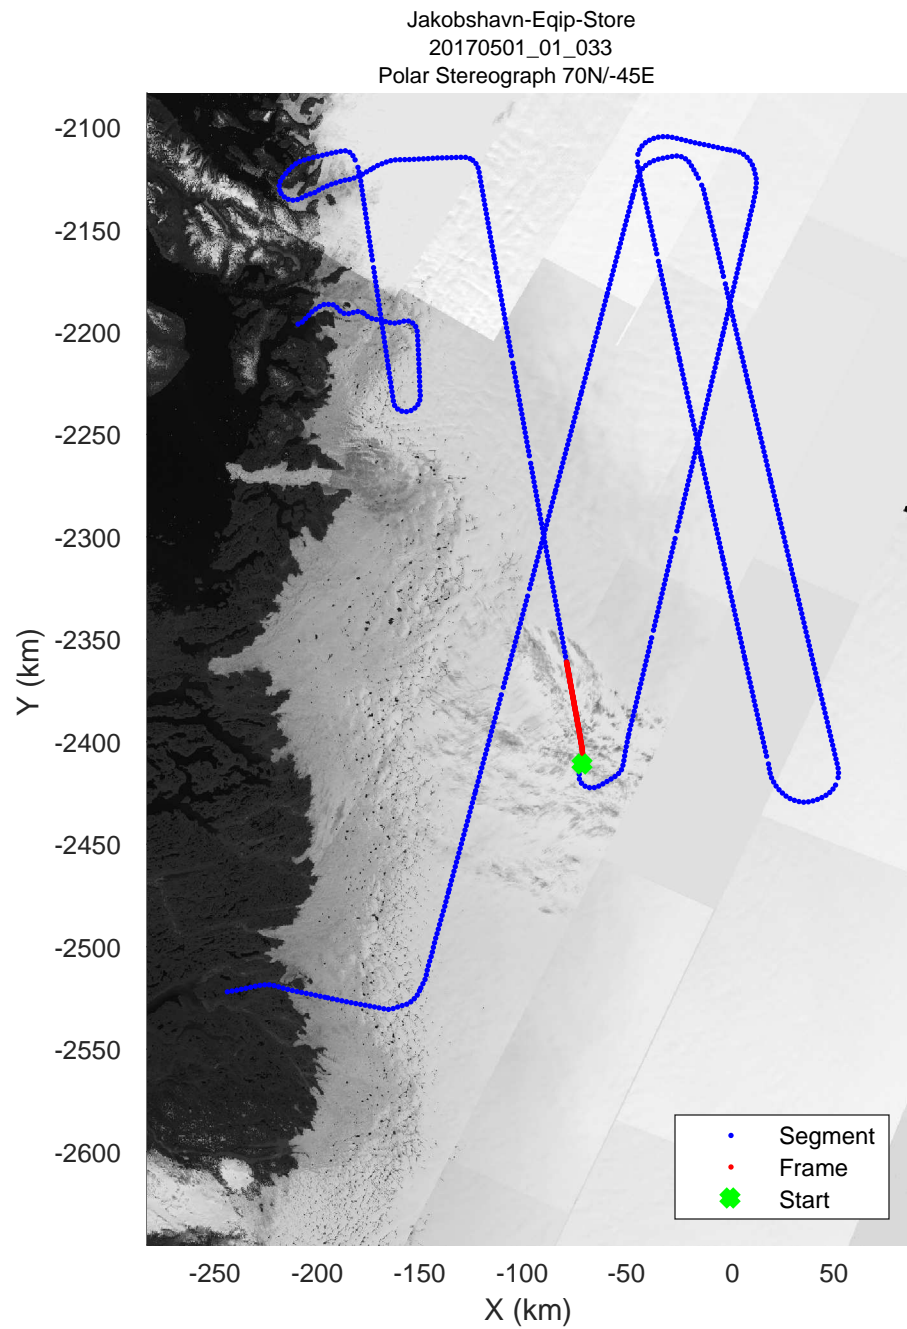 Jakobshavn-Eqip-Store
20170501_01_033
Polar Stereograph 70N/-45E
-2100
-2150
-2200
-2250
-2300
-2350
-2400
-2450
-2500
-2550
-2600
Y (km)
Segment
Frame
Start
-250 -200 -150 -100 -50 0 50
X (km)